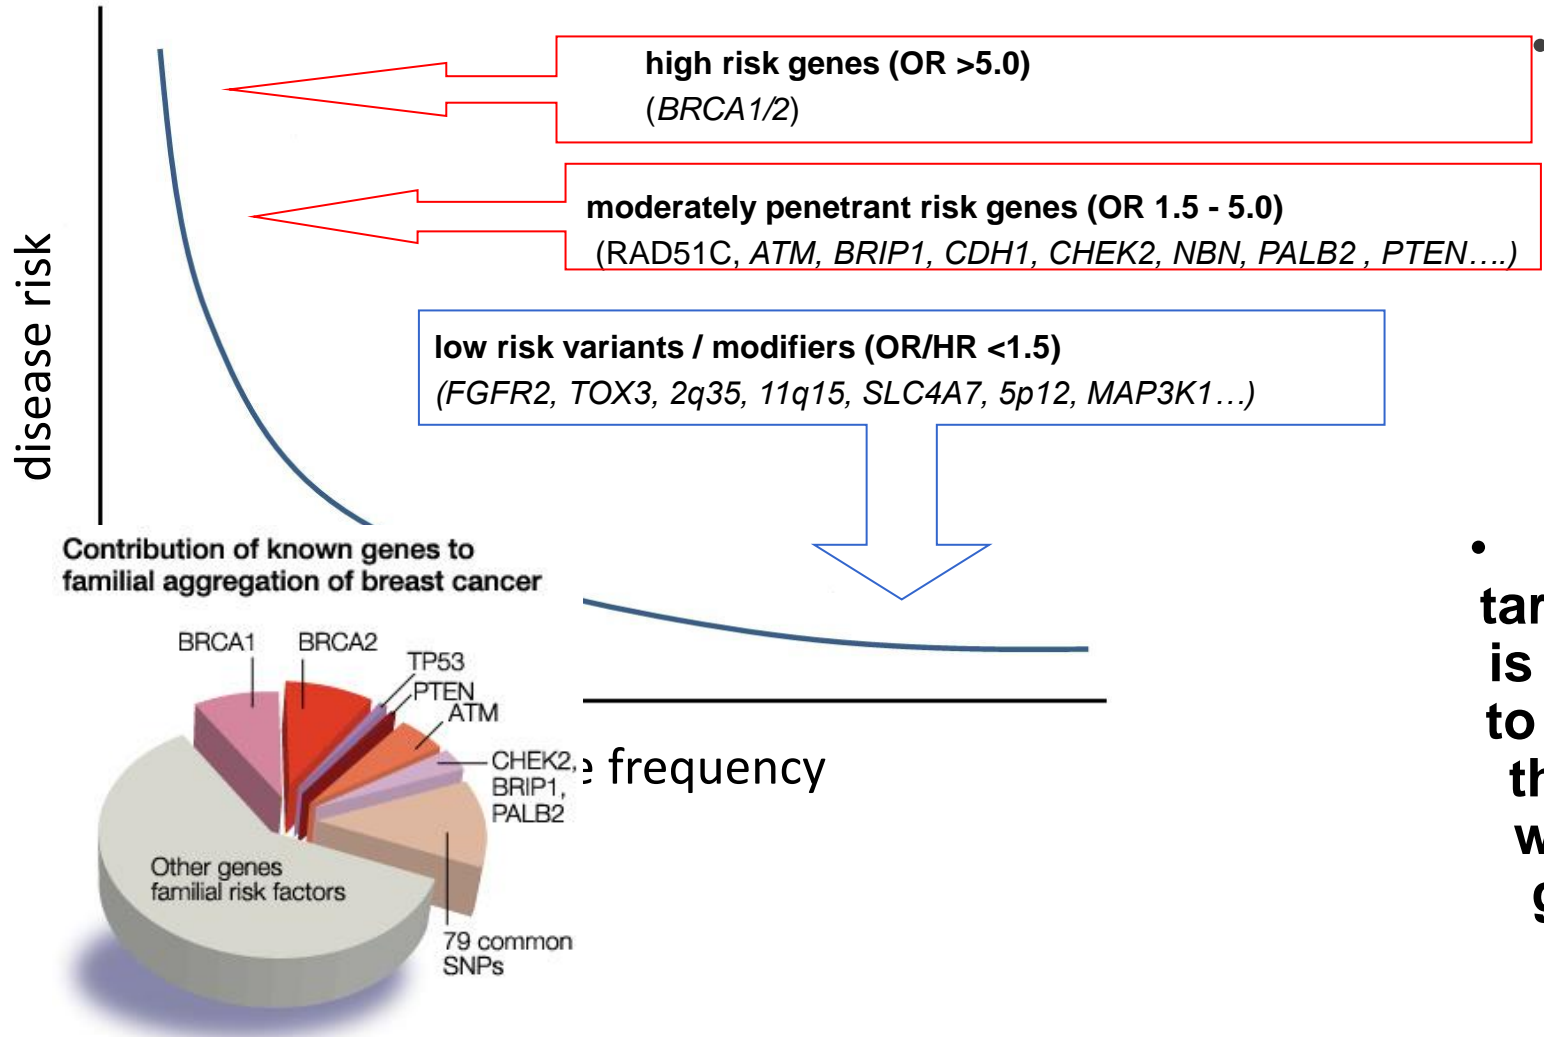 high risk genes (OR >5.0)
(BRCA1/2)
moderately penetrant risk genes (OR 1.5 - 5.0)
(RAD51C, ATM, BRIP1, CDH1, CHEK2, NBN, PALB2 , PTEN….)
disease risk
low risk variants / modifiers (OR/HR <1.5)
(FGFR2, TOX3, 2q35, 11q15, SLC4A7, 5p12, MAP3K1…)
Contribution of known genes to
familial aggregation of breast cancer
BRCA1
BRCA2
TP53
PTEN
ATM
CHEK2,
BRIP1,
PALB2
Other genes
familial risk factors
79 common
SNPs
frequency
•
•
is
to